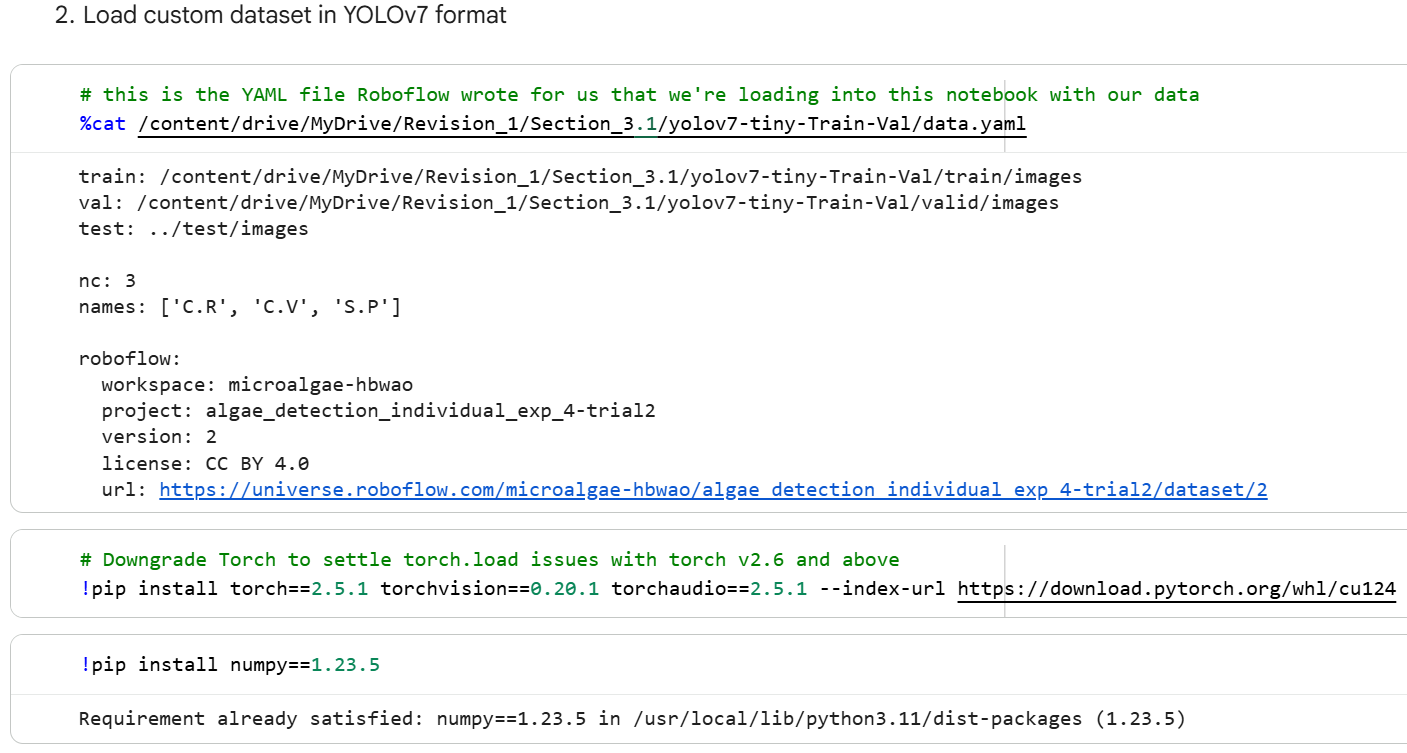 2. Load custom dataset in YOLOv7 format
# this is the YAML file Roboflow wrote for us that we're loading into this notebook with our data
%cat /content/drive/MyDrive/Revision_1/Section_3.1/yolov7-tiny-Train-Val/data.yaml
train: /content/drive/MyDrive/Revision_1/Section_3.1/yolov7-tiny-Train-Val/train/images
val: /content/drive/MyDrive/Revision_1/Section_3.1/yolov7-tiny-Train-Val/valid/images
test: ../test/images
nc: 3
names: ['C.R', 'C.V', 'S.P']
roboflow:
  workspace: microalgae-hbwao
  project: algae_detection_individual_exp_4-trial2
  version: 2
  license: CC BY 4.0
  url: https://universe.roboflow.com/microalgae-hbwao/algae_detection_individual_exp_4-trial2/dataset/2
# Downgrade Torch to settle torch.load issues with torch v2.6 and above
!pip install torch==2.5.1 torchvision==0.20.1 torchaudio==2.5.1 --index-url https://download.pytorch.org/whl/cu124
!pip install numpy==1.23.5
Requirement already satisfied: numpy==1.23.5 in /usr/local/lib/python3.11/dist-packages (1.23.5)